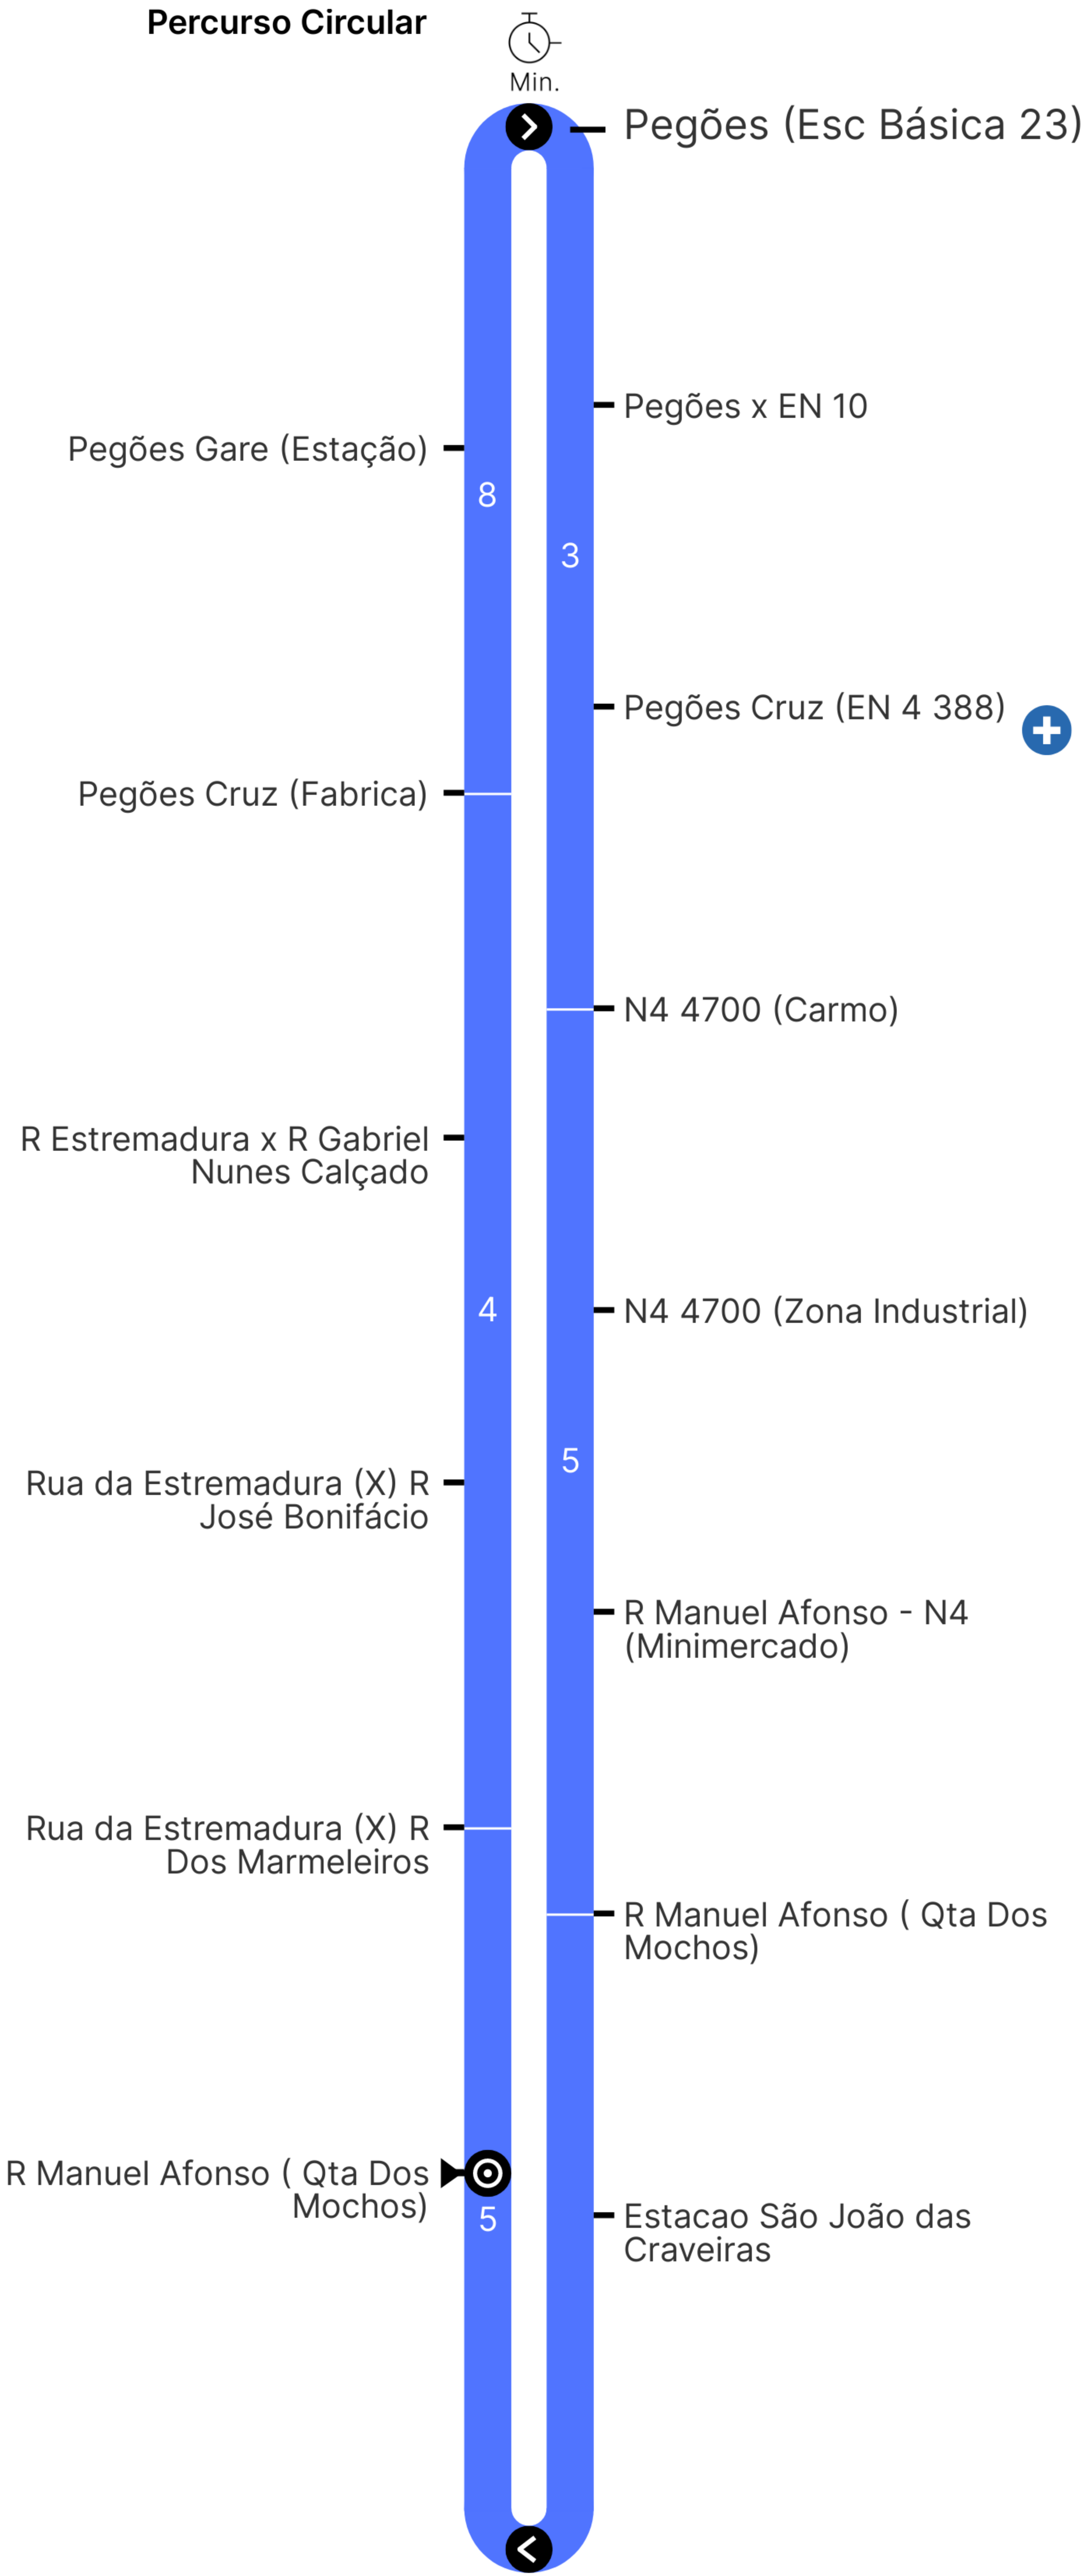 Percurso Circular
Min.
Pegões (Esc Básica 23)
Pegões x EN 10
Pegões Gare (Estação)
8
3
Pegões Cruz (EN 4 388)
Pegões Cruz (Fabrica)
N4 4700 (Carmo)
R Estremadura x R Gabriel
Nunes Calçado
4
N4 4700 (Zona Industrial)
5
Rua da Estremadura (X) R
José Bonifácio
R Manuel Afonso - N4
(Minimercado)
Rua da Estremadura (X) R
Dos Marmeleiros
R Manuel Afonso ( Qta Dos
Mochos)
R Manuel Afonso ( Qta Dos
Mochos)
5
Estacao São João das
Craveiras